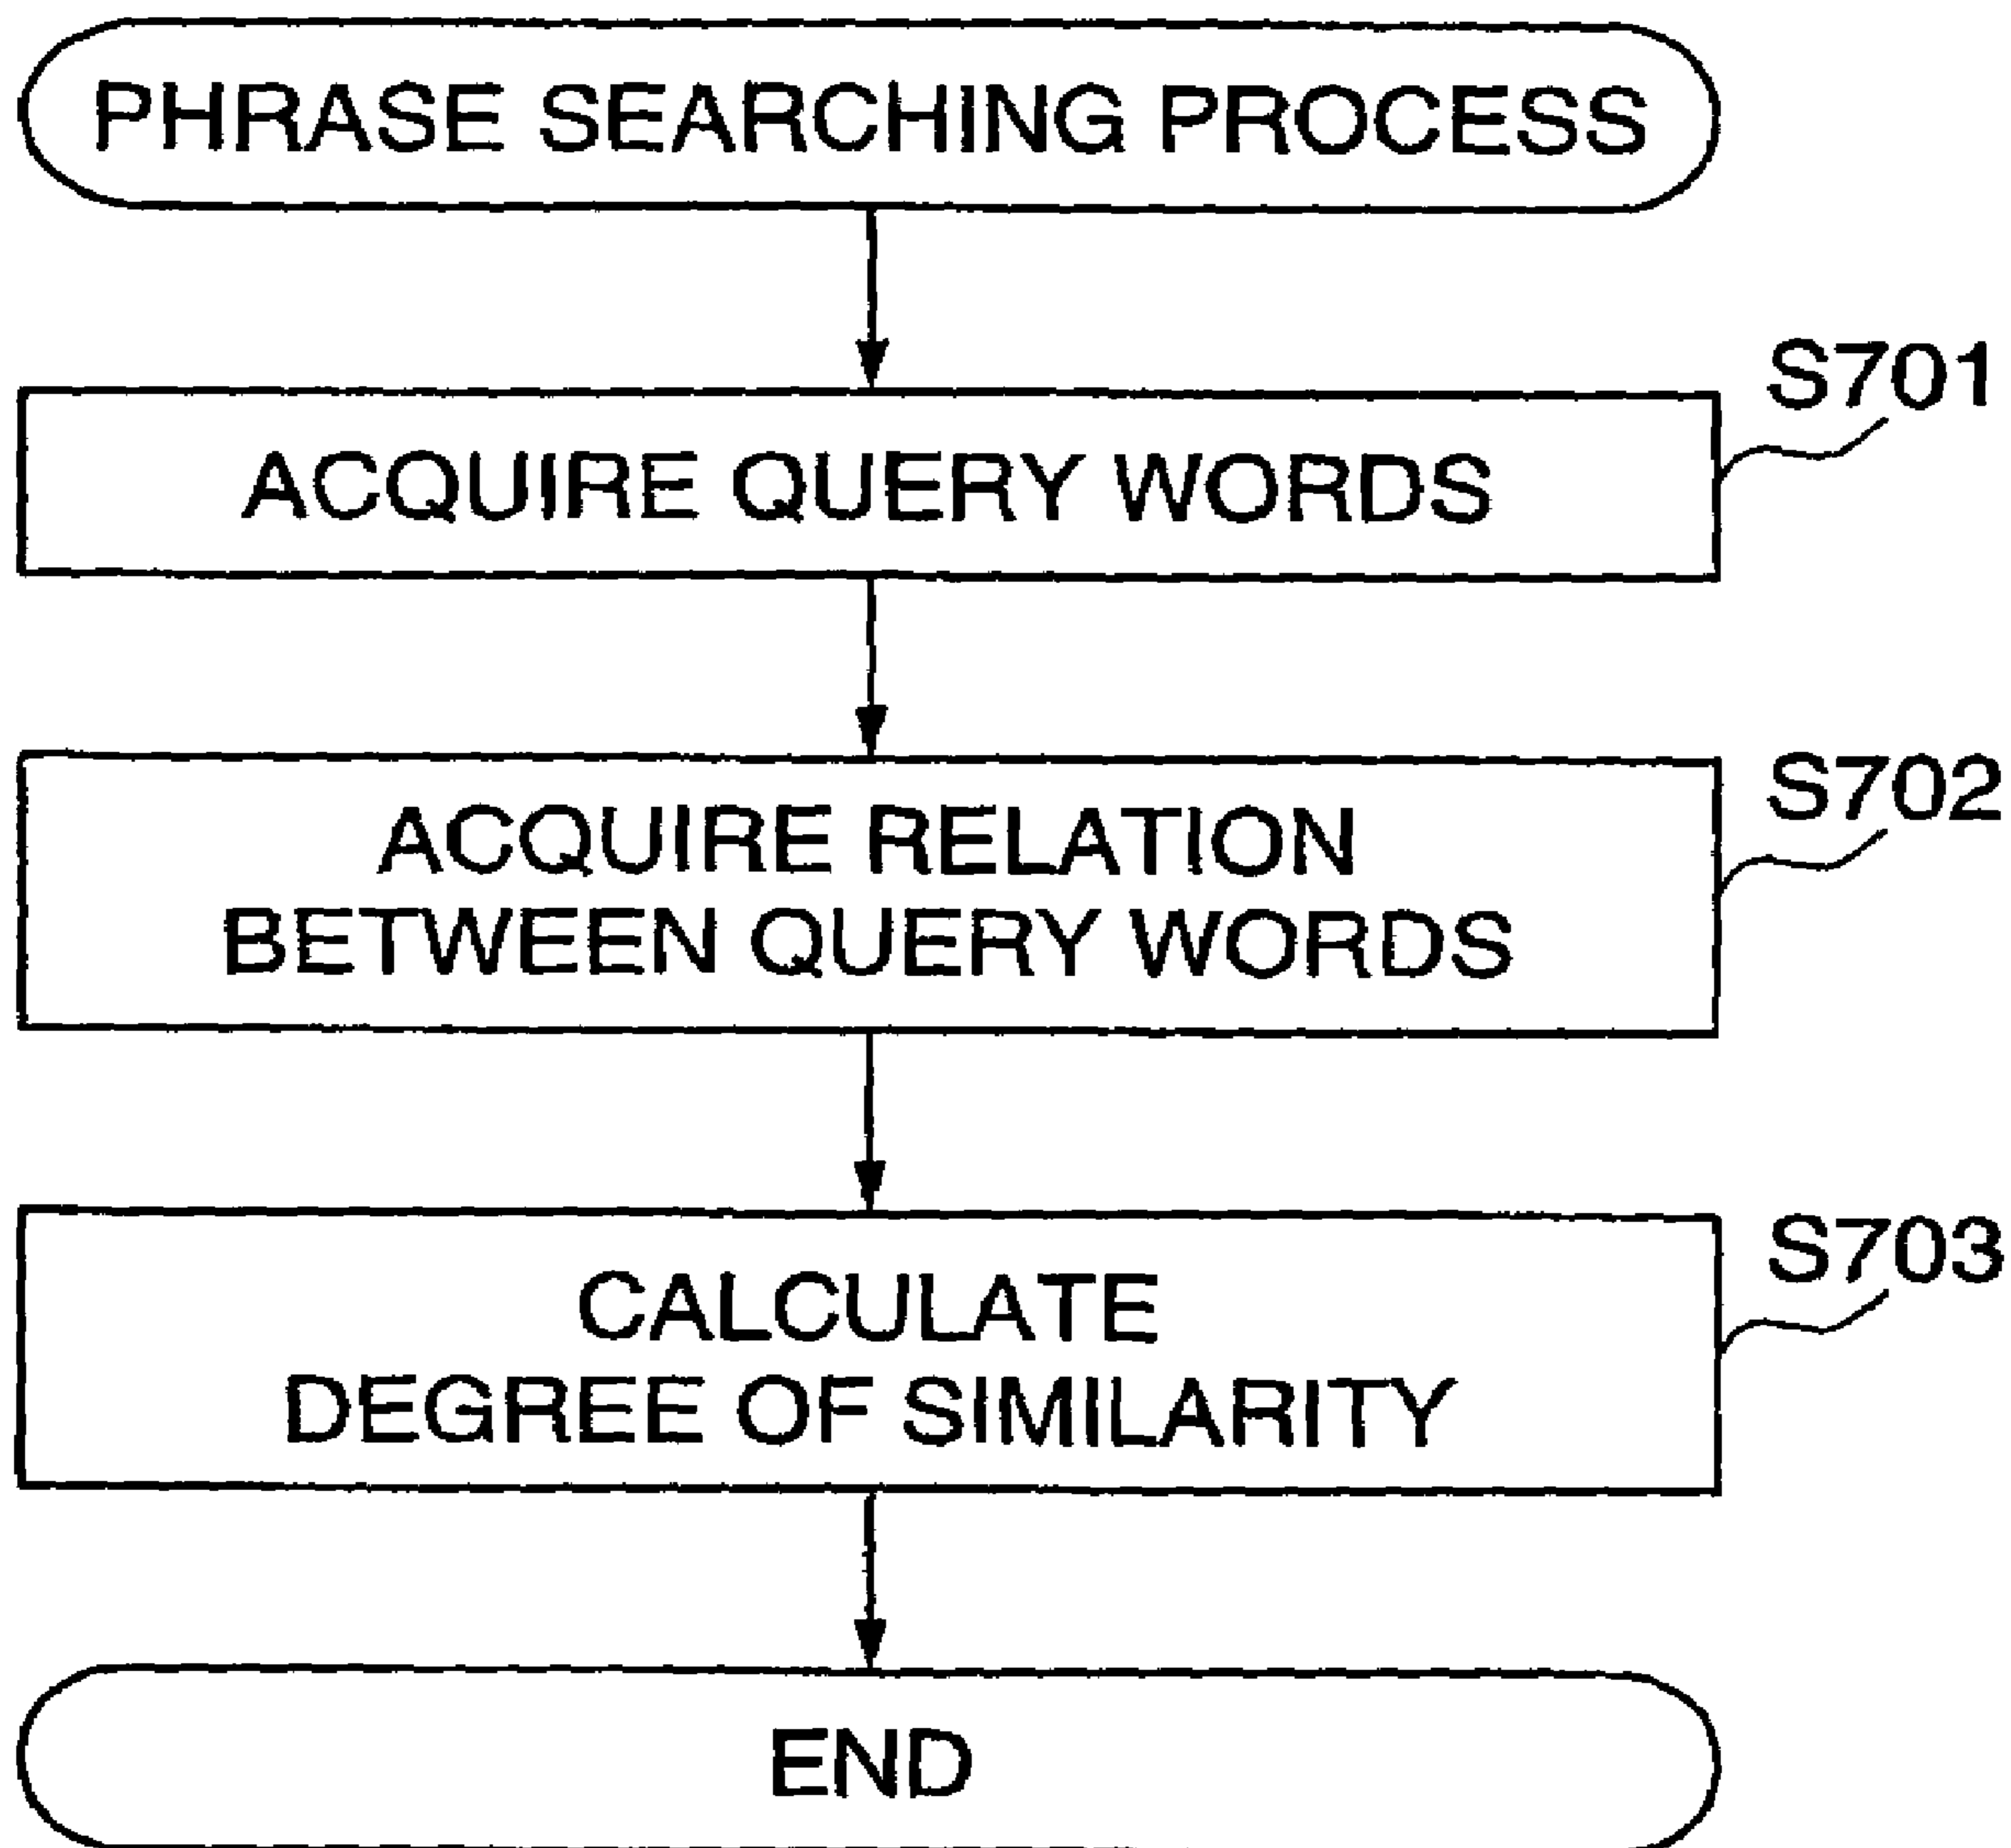 PHRASE SEARCHING PROCESS
S701
ACQUIRE QUERY WORDS
S702
ACQUIRE RELATION
BETWEEN QUERY WORDS
S703
CALCULATE
DEGREE OF SIMILARITY
END